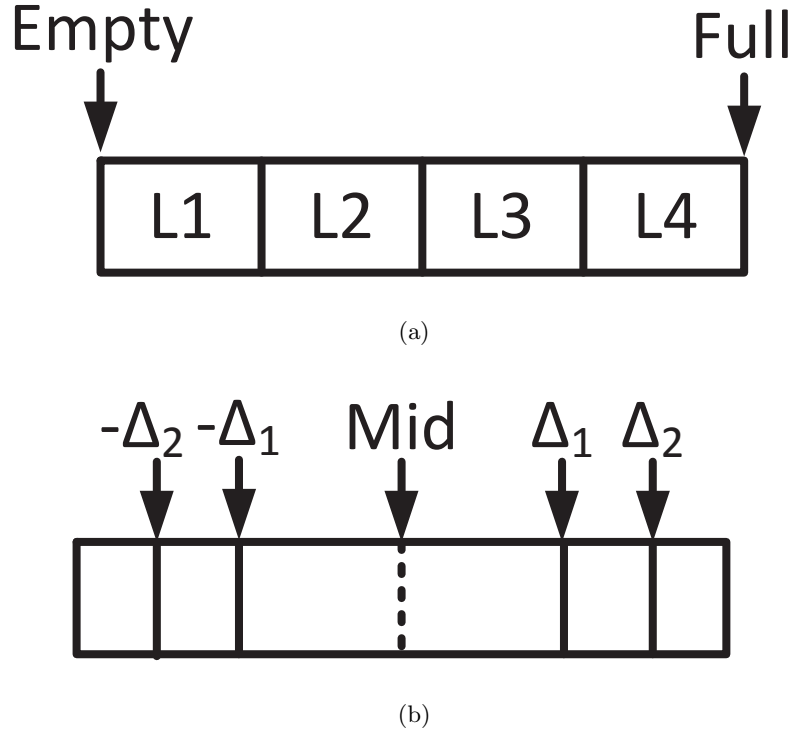 Empty Full
L1 L2 L3 L4
(a)
-Δ₂ -Δ₁ Mid Δ₁ Δ₂
(b)